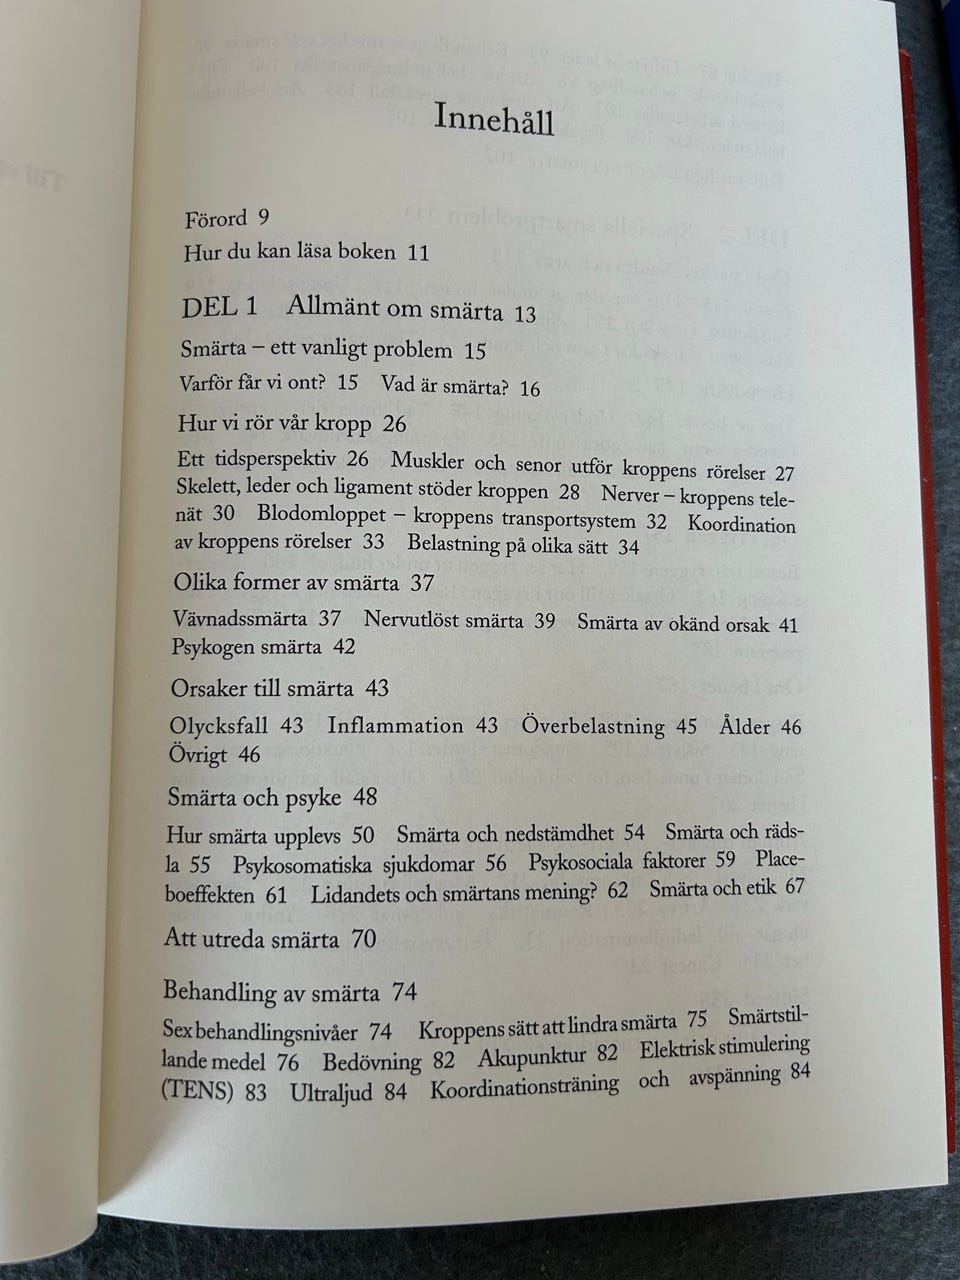 Innehåll
Förord 9
Hur du kan läsa boken 11
DEL 1 Allmänt om smärta 13
Smärta – ett vanligt problem 15
Varför får vi ont? 15 Vad är smärta? 16
Hur vi rör vår kropp 26
Ett tidsperspektiv 26 Muskler och senor utför kroppens rörelser 27
Skelett, leder och ligament stöder kroppen 28 Nerver – kroppens tele-
nät 30 Blodomloppet – kroppens transportsystem 32 Koordination
av kroppens rörelser 33 Belastning på olika sätt 34
Olika former av smärta 37
Vävnadssmärta 37 Nervutlöst smärta 39 Smärta av okänd orsak 41
Psykogen smärta 42
Orsaker till smärta 43
Olycksfall 43 Inflammation 43 Överbelastning 45 Ålder 46
Övrigt 46
Smärta och psyke 48
Hur smärta upplevs 50 Smärta och nedstämdhet 54 Smärta och räds-
la 55 Psykosomatiska sjukdomar 56 Psykosociala faktorer 59 Place-
boeffekten 61 Lidandets och smärtans mening? 62 Smärta och etik 67
Att utreda smärta 70
Behandling av smärta 74
Sex behandlingsnivåer 74 Kroppens sätt att lindra smärta 75 Smärtstil-
lande medel 76 Bedövning 82 Akupunktur 82 Elektrisk stimulering
(TENS) 83 Ultraljud 84 Koordinationsträning och avspänning 84